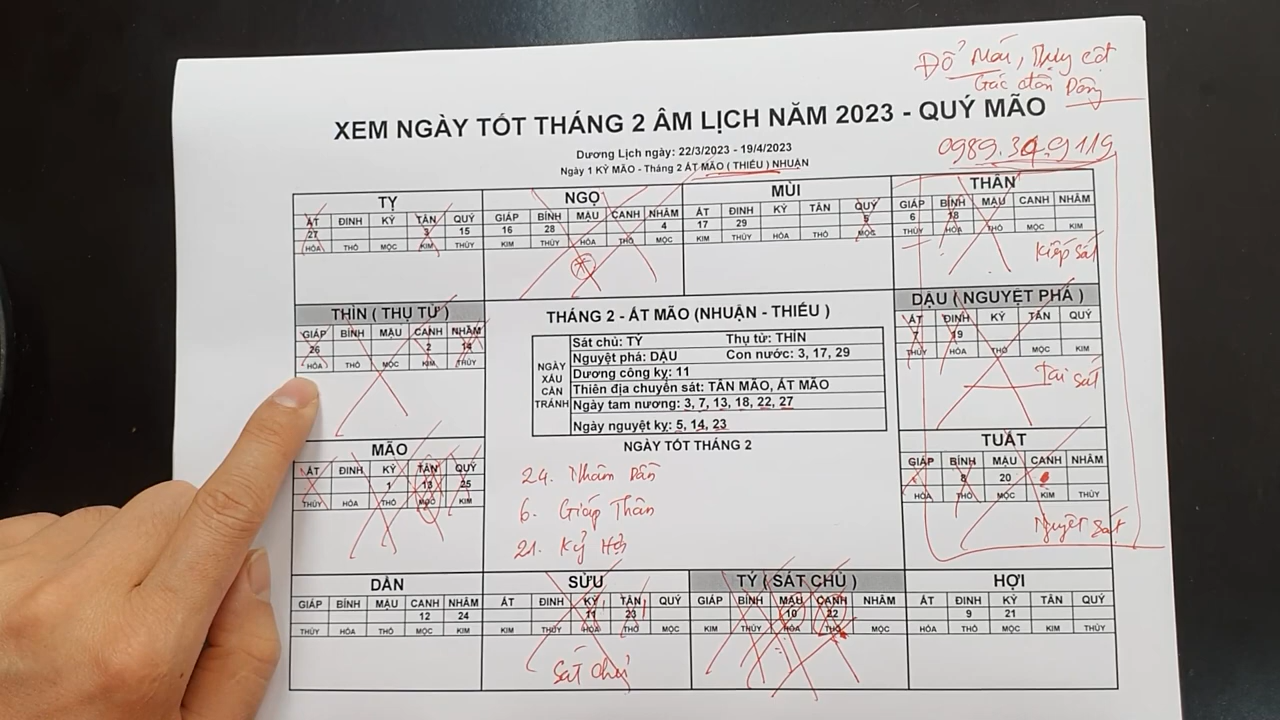 Đổ Mái, Thủy cột
Gác đòn Dông
XEM NGÀY TỐT THÁNG 2 ÂM LỊCH NĂM 2023 - QUÝ MÃO
0989.349119
Dương Lịch ngày: 22/3/2023 - 19/4/2023
Ngày 1 KỶ MÃO - Tháng 2 ẤT MÃO ( THIẾU ) NHUẬN
TỴ
ẤT ĐINH KỶ TÂN QUÝ
27 3 15
HỎA THỔ MỘC KIM THỦY
NGỌ
GIÁP BÍNH MẬU CANH NHÂM
16 28 4
KIM THỦY HỎA THỔ MỘC
MÙI
ẤT ĐINH KỶ TÂN QUÝ
17 29 5
KIM THỦY HỎA THỔ MỘC
THÂN
GIÁP BÍNH MẬU CANH NHÂM
6 18
THỦY HỎA THỔ MỘC KIM
Kiếp Sát
THÌN ( THỤ TỬ )
GIÁP BÍNH MẬU CANH NHÂM
26 2 14
HỎA THỔ MỘC KIM THỦY
THÁNG 2 - ẤT MÃO (NHUẬN - THIẾU )
NGÀY XẤU CẦN TRÁNH
Sát chủ: TÝ Thụ tử: THÌN
Nguyệt phá: DẬU Con nước: 3, 17, 29
Dương công kỵ: 11
Thiên địa chuyển sát: TÂN MÃO, ẤT MÃO
Ngày tam nương: 3, 7, 13, 18, 22, 27
Ngày nguyệt kỵ: 5, 14, 23
DẬU ( NGUYỆT PHÁ )
ẤT ĐINH KỶ TÂN QUÝ
7 19
THỦY HỎA THỔ MỘC KIM
Tai sát
MÃO
ẤT ĐINH KỶ TÂN QUÝ
1 13 25
THỦY HỎA THỔ MỘC KIM
NGÀY TỐT THÁNG 2
24. Nhâm Dần
6. Giáp Thân
21. Kỷ Hợi
TUẤT
GIÁP BÍNH MẬU CANH NHÂM
8 20
HỎA THỔ MỘC KIM THỦY
Nguyệt Sát
DẦN
GIÁP BÍNH MẬU CANH NHÂM
12 24
THỦY HỎA THỔ MỘC KIM
SỬU
ẤT ĐINH KỶ TÂN QUÝ
11 23
KIM THỦY HỎA THỔ MỘC
Sát chủ
TÝ ( SÁT CHỦ )
GIÁP BÍNH MẬU CANH NHÂM
10 22
KIM THỦY HỎA THỔ MỘC
HỢI
ẤT ĐINH KỶ TÂN QUÝ
9 21
HỎA THỔ MỘC KIM THỦY